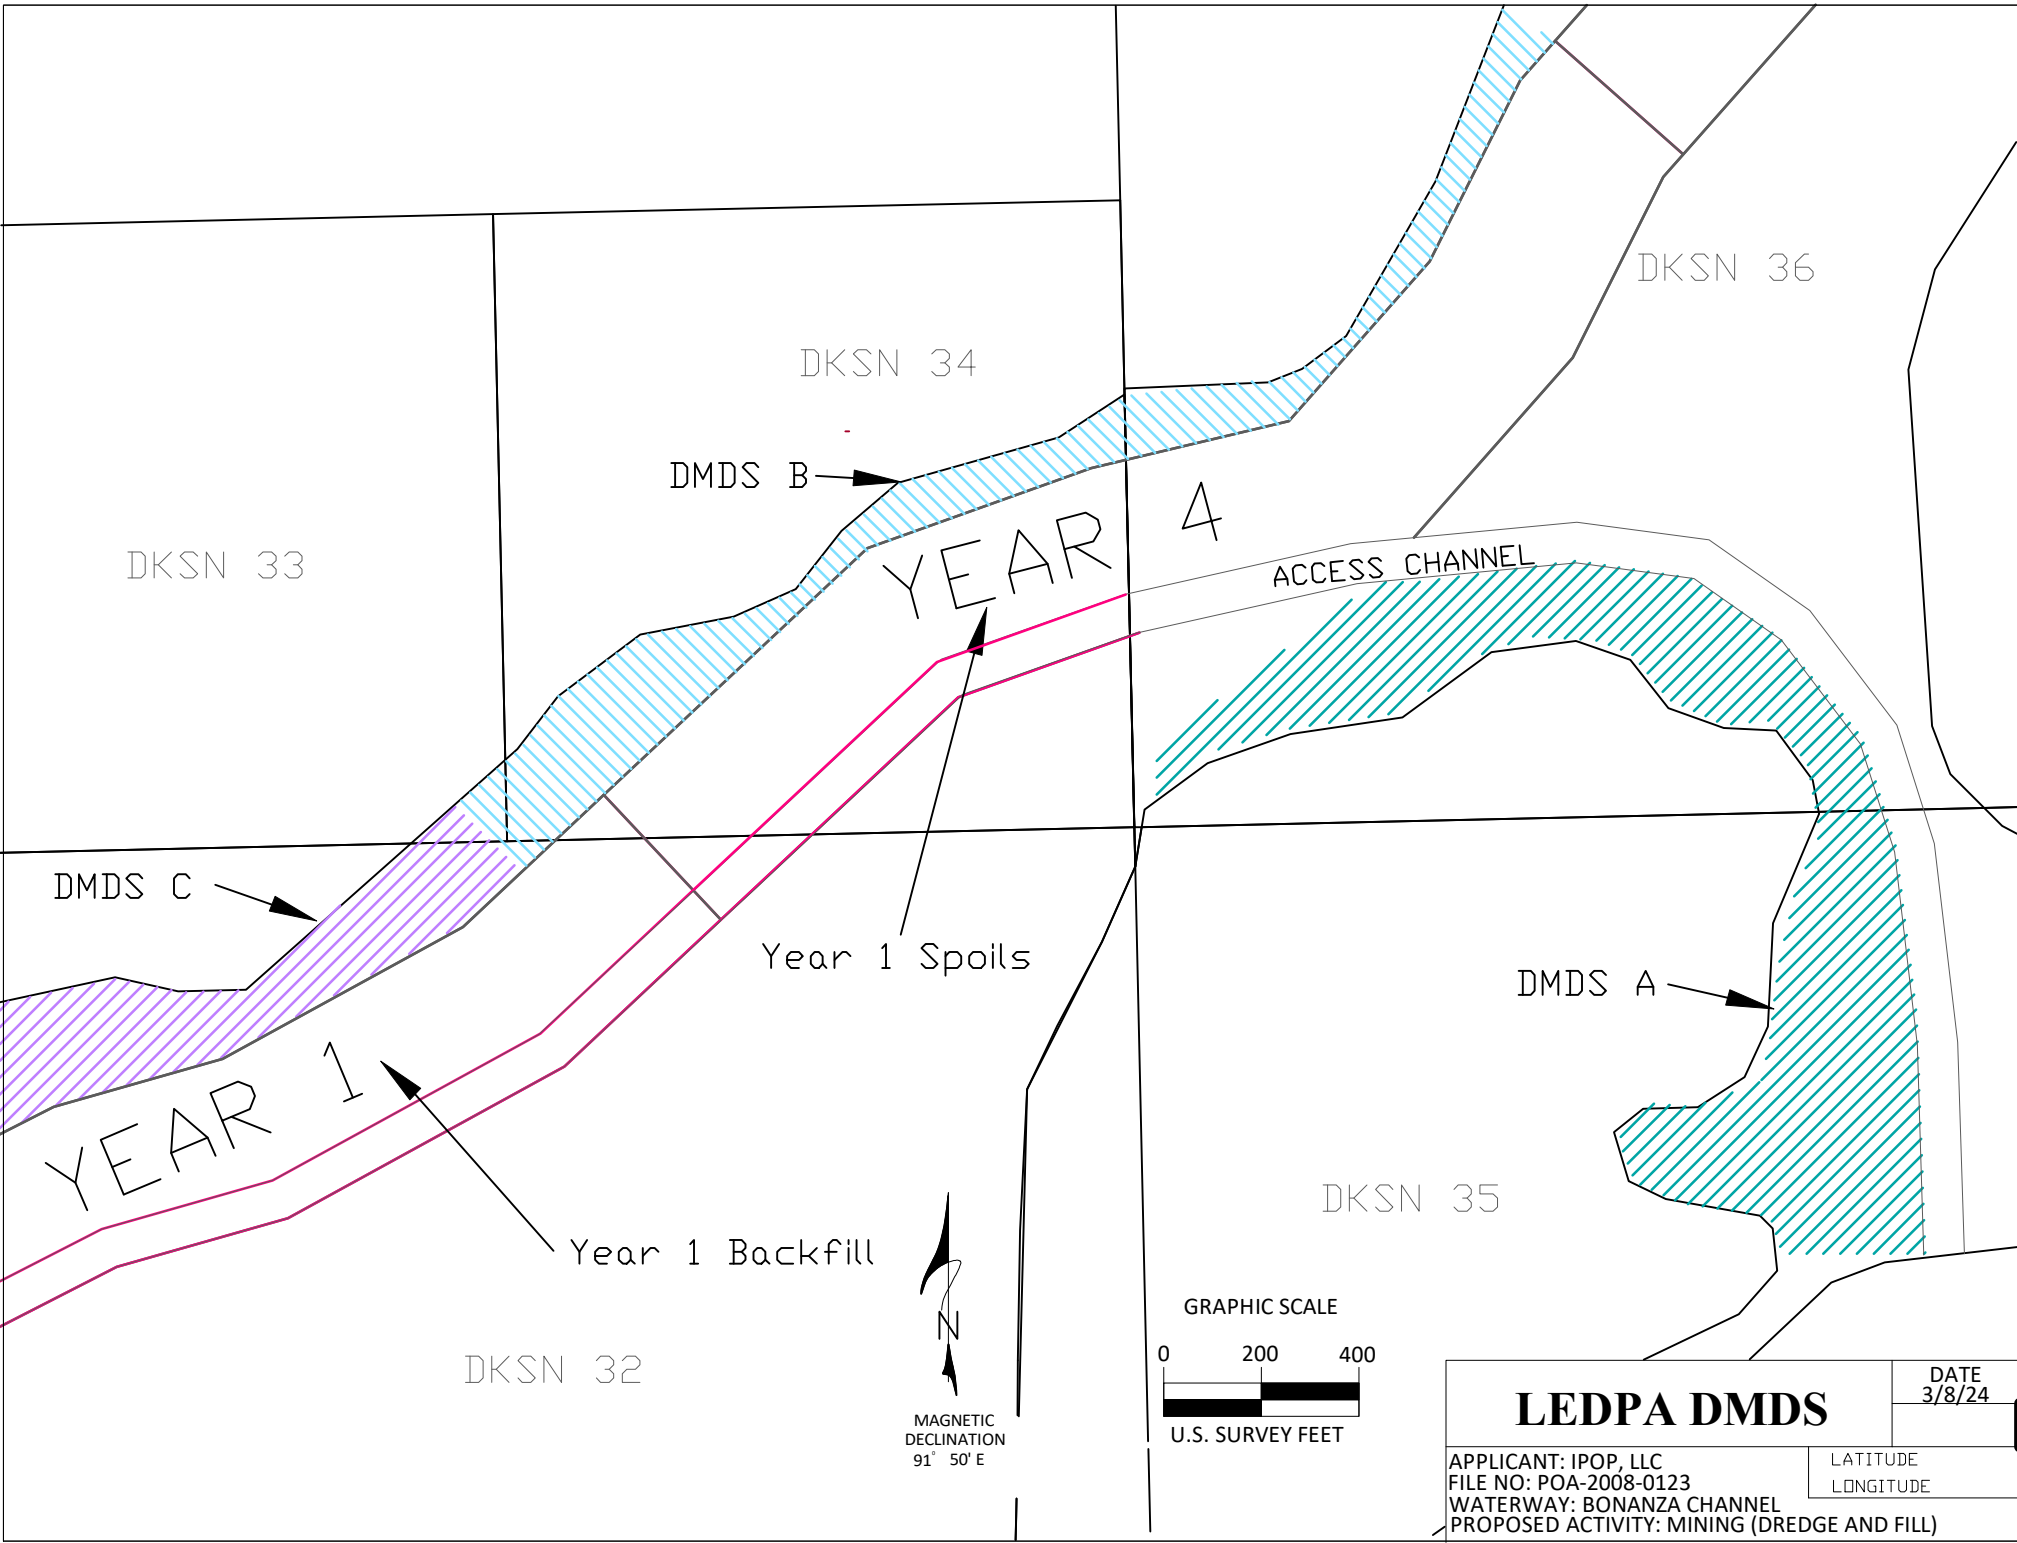 DKSN 36
DKSN 34
DMDS B
YEAR 4
DKSN 33
ACCESS CHANNEL
DMDS C
Year 1 Spoils
DMDS A
YEAR 1
DKSN 35
Year 1 Backfill
N
MAGNETIC
DECLINATION
91° 50' E
GRAPHIC SCALE
0 200 400
U.S. SURVEY FEET
DKSN 32
LEDPA DMDS
DATE
3/8/24
APPLICANT: IPOP, LLC
FILE NO: POA-2008-0123
WATERWAY: BONANZA CHANNEL
PROPOSED ACTIVITY: MINING (DREDGE AND FILL)
LATITUDE
LONGITUDE